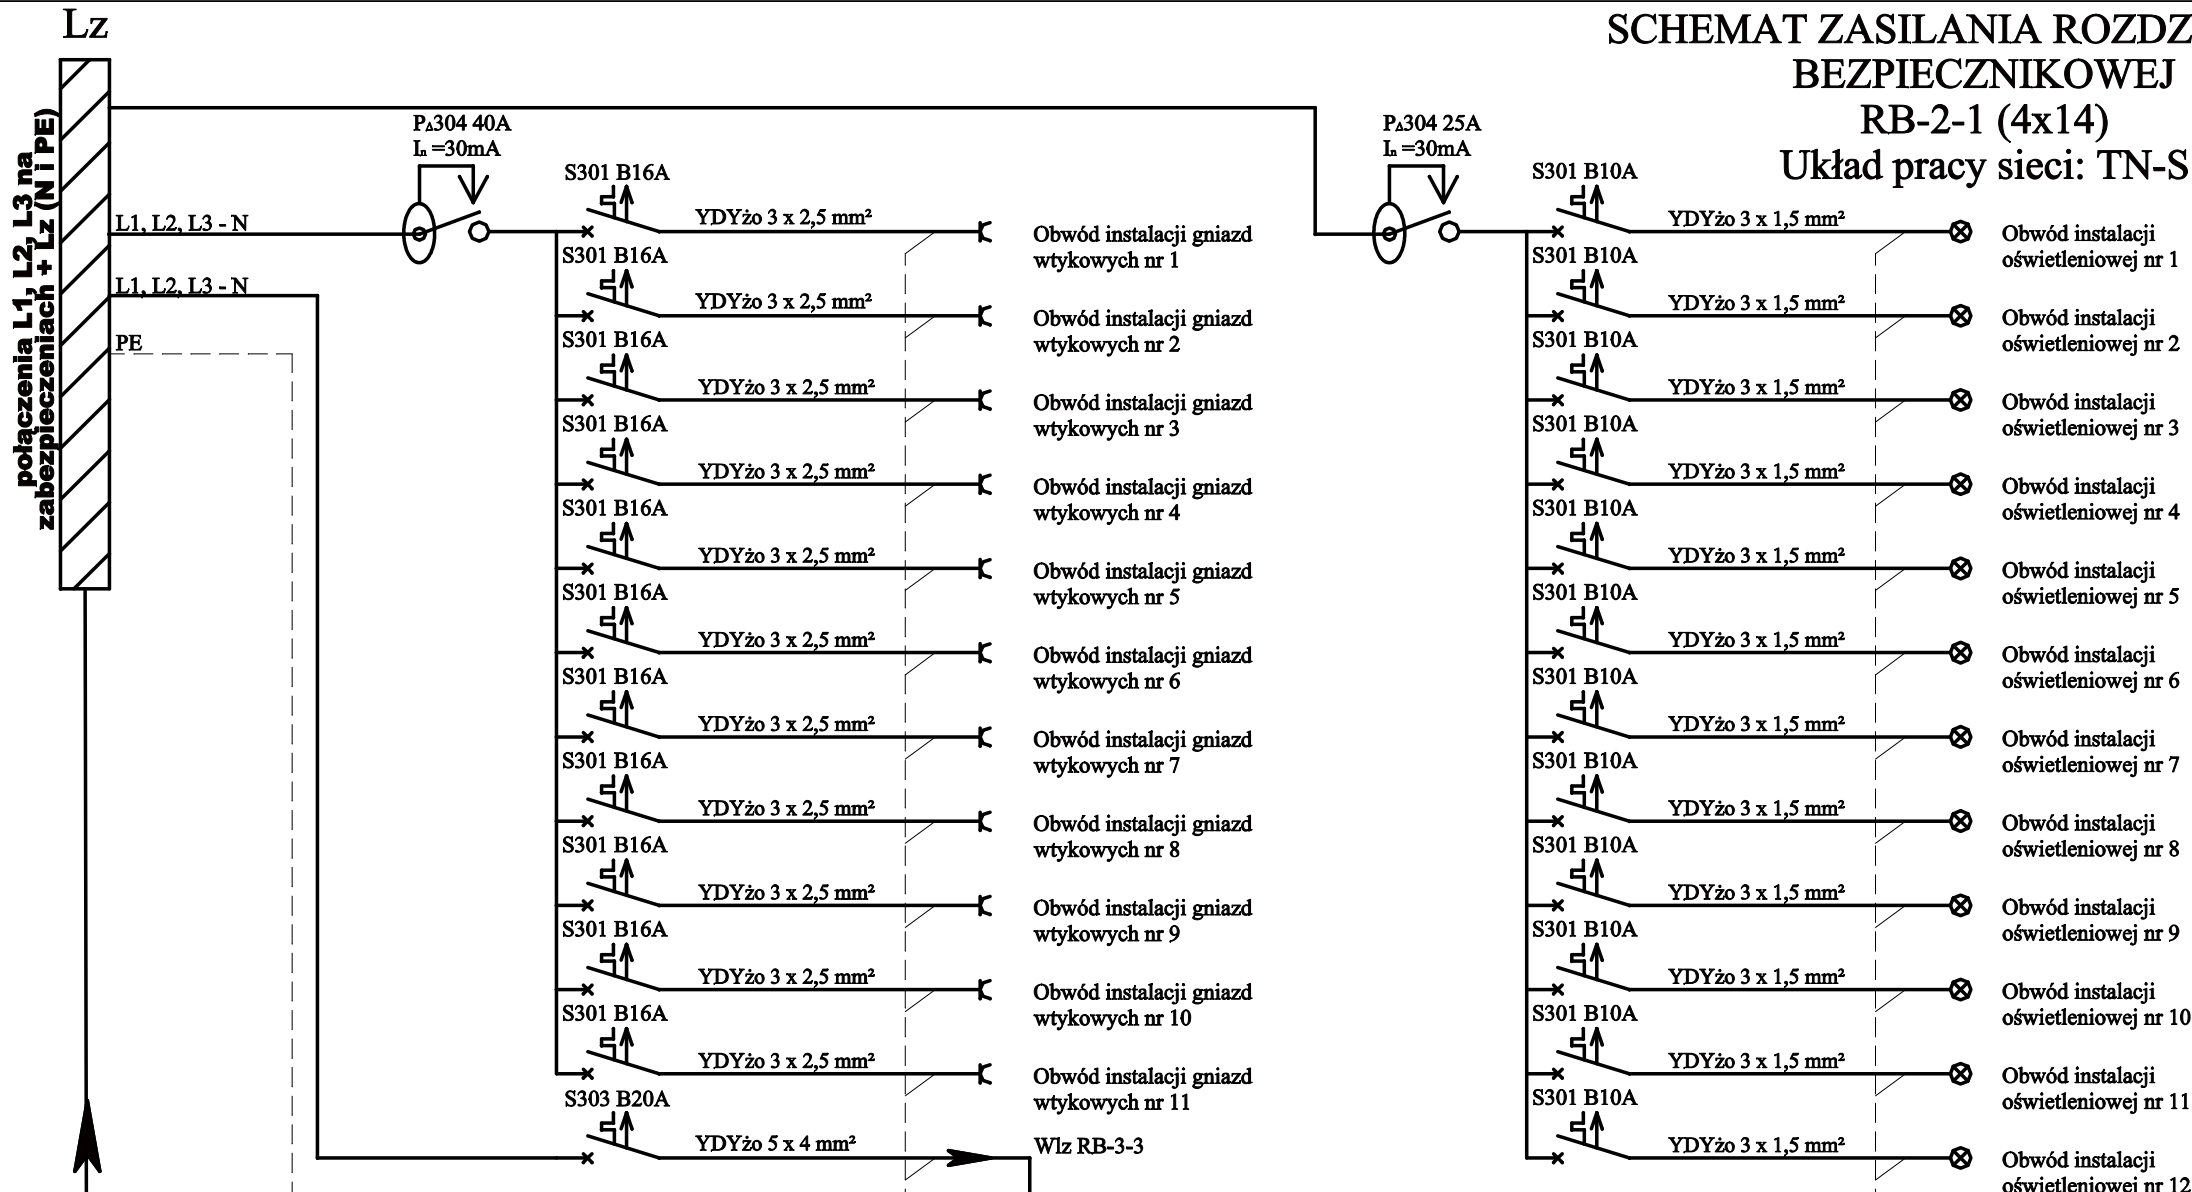 Lz
SCHEMAT ZASILANIA ROZDZ
BEZPIECZNIKOWEJ
RB-2-1 (4x14)
Układ pracy sieci: TN-S
połączenia L1, L2, L3 na
zabezpieczeniach + Lz (N i PE)
L1, L2, L3 - N
L1, L2, L3 - N
PE
PΔ304 40A
Iₙ =30mA
S301 B16A
YDYżo 3 x 2,5 mm²
Obwód instalacji gniazd
wtykowych nr 1
S301 B16A
YDYżo 3 x 2,5 mm²
Obwód instalacji gniazd
wtykowych nr 2
S301 B16A
YDYżo 3 x 2,5 mm²
Obwód instalacji gniazd
wtykowych nr 3
S301 B16A
YDYżo 3 x 2,5 mm²
Obwód instalacji gniazd
wtykowych nr 4
S301 B16A
YDYżo 3 x 2,5 mm²
Obwód instalacji gniazd
wtykowych nr 5
S301 B16A
YDYżo 3 x 2,5 mm²
Obwód instalacji gniazd
wtykowych nr 6
S301 B16A
YDYżo 3 x 2,5 mm²
Obwód instalacji gniazd
wtykowych nr 7
S301 B16A
YDYżo 3 x 2,5 mm²
Obwód instalacji gniazd
wtykowych nr 8
S301 B16A
YDYżo 3 x 2,5 mm²
Obwód instalacji gniazd
wtykowych nr 9
S301 B16A
YDYżo 3 x 2,5 mm²
Obwód instalacji gniazd
wtykowych nr 10
S301 B16A
YDYżo 3 x 2,5 mm²
Obwód instalacji gniazd
wtykowych nr 11
S303 B20A
YDYżo 5 x 4 mm²
Wlz RB-3-3
PΔ304 25A
Iₙ =30mA
S301 B10A
YDYżo 3 x 1,5 mm²
Obwód instalacji
oświetleniowej nr 1
S301 B10A
YDYżo 3 x 1,5 mm²
Obwód instalacji
oświetleniowej nr 2
S301 B10A
YDYżo 3 x 1,5 mm²
Obwód instalacji
oświetleniowej nr 3
S301 B10A
YDYżo 3 x 1,5 mm²
Obwód instalacji
oświetleniowej nr 4
S301 B10A
YDYżo 3 x 1,5 mm²
Obwód instalacji
oświetleniowej nr 5
S301 B10A
YDYżo 3 x 1,5 mm²
Obwód instalacji
oświetleniowej nr 6
S301 B10A
YDYżo 3 x 1,5 mm²
Obwód instalacji
oświetleniowej nr 7
S301 B10A
YDYżo 3 x 1,5 mm²
Obwód instalacji
oświetleniowej nr 8
S301 B10A
YDYżo 3 x 1,5 mm²
Obwód instalacji
oświetleniowej nr 9
S301 B10A
YDYżo 3 x 1,5 mm²
Obwód instalacji
oświetleniowej nr 10
S301 B10A
YDYżo 3 x 1,5 mm²
Obwód instalacji
oświetleniowej nr 11
S301 B10A
YDYżo 3 x 1,5 mm²
Obwód instalacji
oświetleniowej nr 12